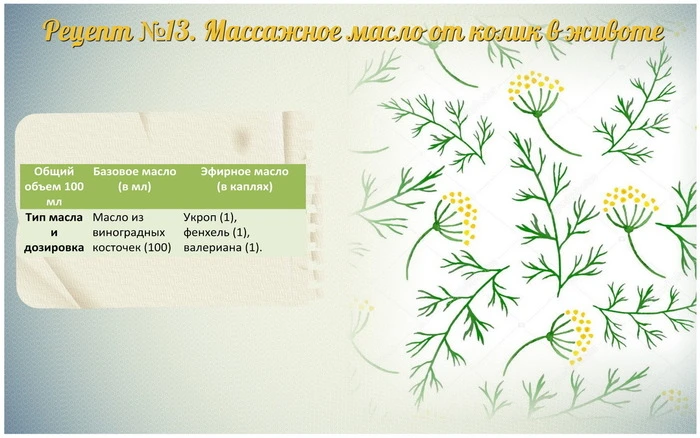 Рецепт №13. Массажное масло от колик в животе
Общий Базовое масло Эфирное масло
объем 100 (в мл) (в каплях)
мл
Тип масла Масло из Укроп (1),
и виноградных фенхель (1),
дозировка косточек (100) валериана (1).